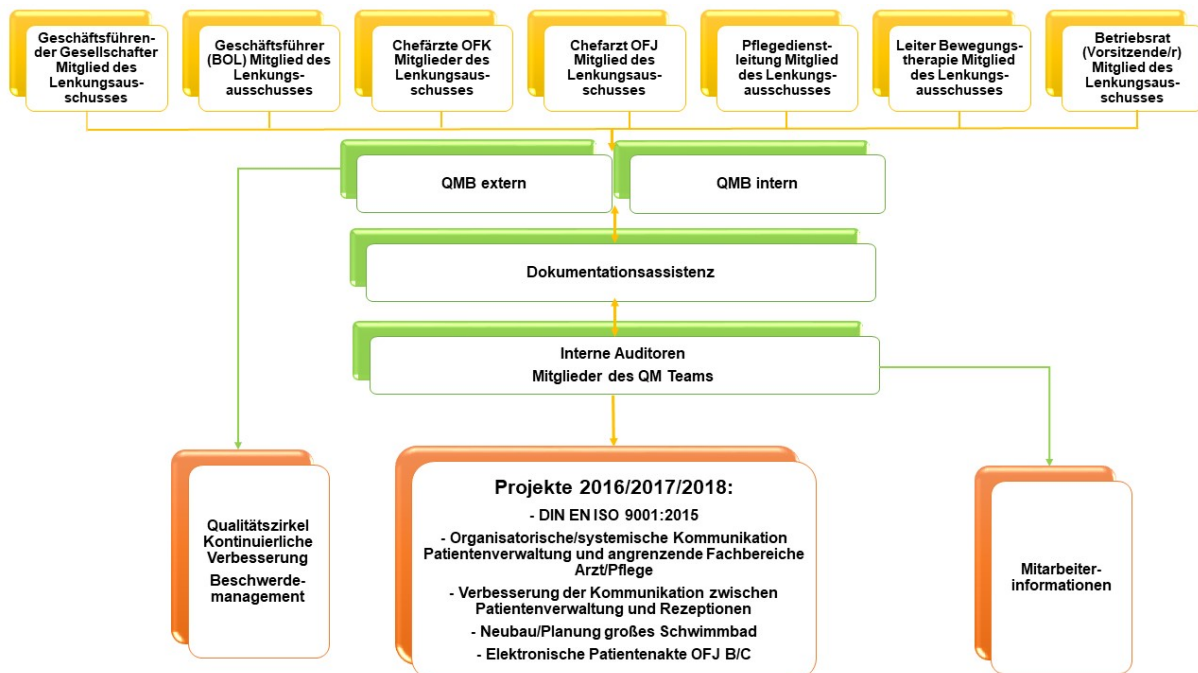 Geschäftsführen-
der Gesellschafter
Mitglied des
Lenkungsaus-
schusses
Geschäftsführer
(BOL) Mitglied des
Lenkungs-
ausschusses
Chefärzte OFK
Mitglieder des
Lenkungsaus-
schusses
Chefarzt OFJ
Mitglied des
Lenkungsaus-
schusses
Pflegedienst-
leitung Mitglied
des Lenkungs-
ausschusses
Leiter Bewegungs-
therapie Mitglied
des Lenkungs-
ausschusses
Betriebsrat
(Vorsitzende/r)
Mitglied des
Lenkungsaus-
schusses
QMB extern
QMB intern
Dokumentationsassistenz
Interne Auditoren
Mitglieder des QM Teams
Qualitätszirkel
Kontinuierliche
Verbesserung
Beschwerde-
management
Projekte 2016/2017/2018:
- DIN EN ISO 9001:2015
- Organisatorische/systemische Kommunikation
Patientenverwaltung und angrenzende Fachbereiche
Arzt/Pflege
- Verbesserung der Kommunikation zwischen
Patientenverwaltung und Rezeptionen
- Neubau/Planung großes Schwimmbad
- Elektronische Patientenakte OFJ B/C
Mitarbeiter-
informationen